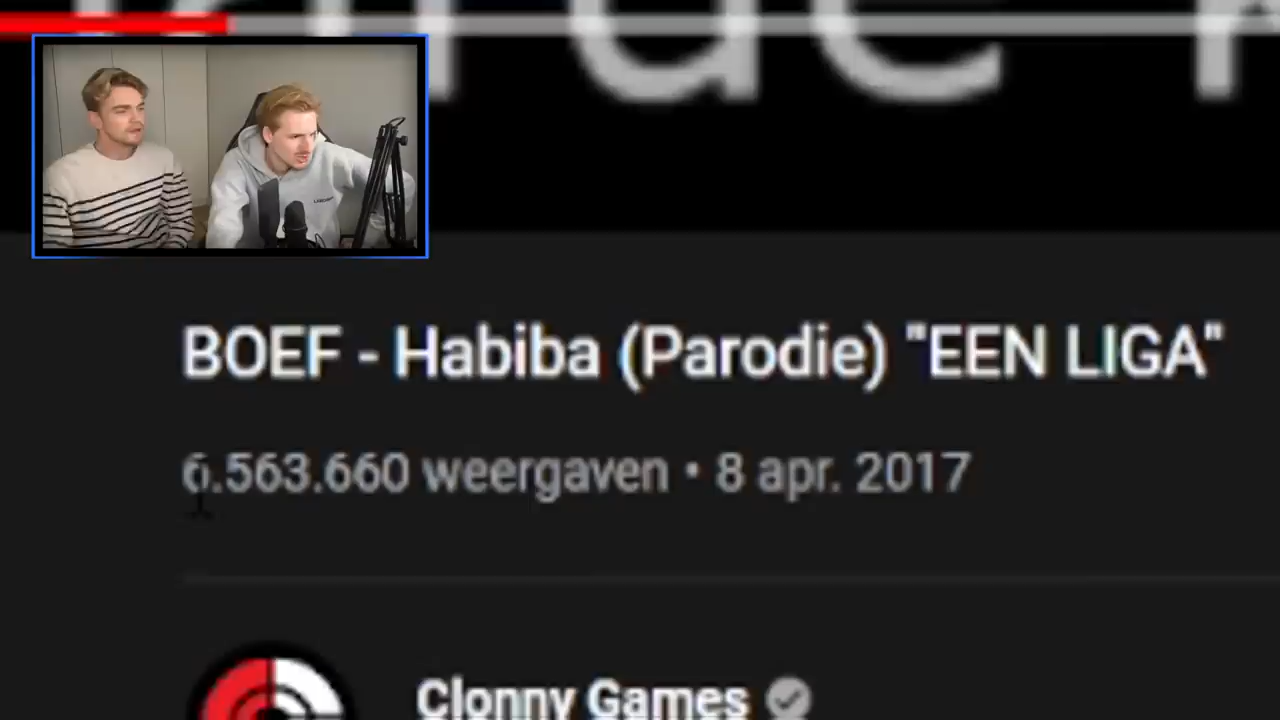 BOEF - Habiba (Parodie) "EEN LIGA"
6.563.660 weergaven • 8 apr. 2017
Clonny Games